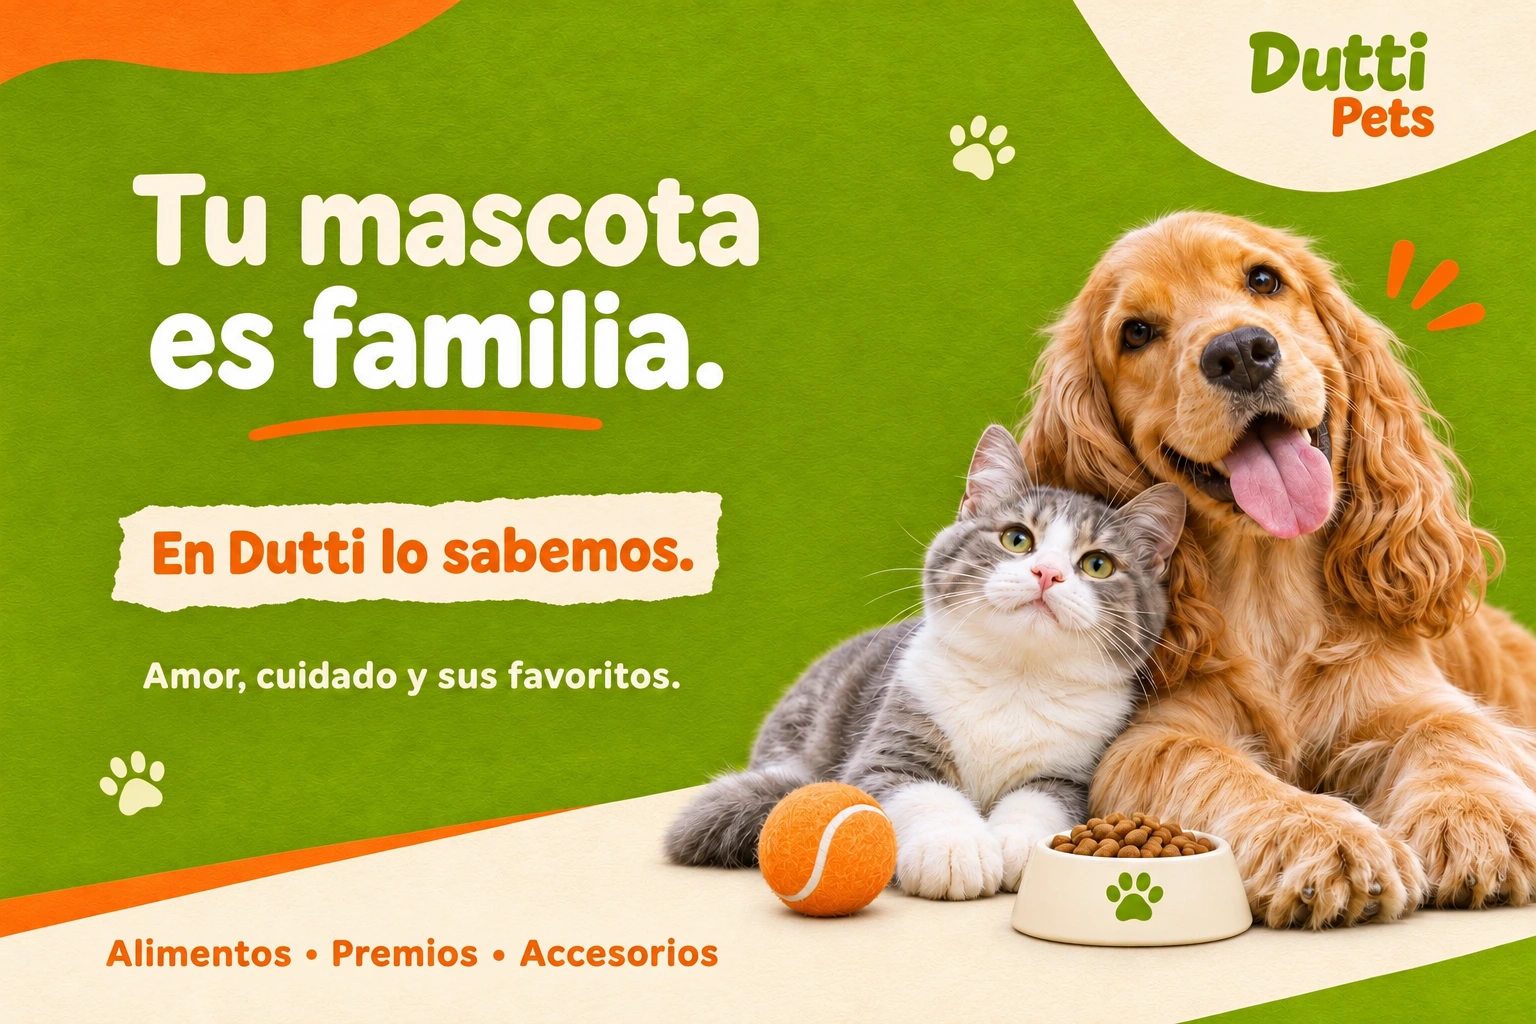 Dutti
Pets
Tu mascota
es familia.
En Dutti lo sabemos.
Amor, cuidado y sus favoritos.
Alimentos • Premios • Accesorios